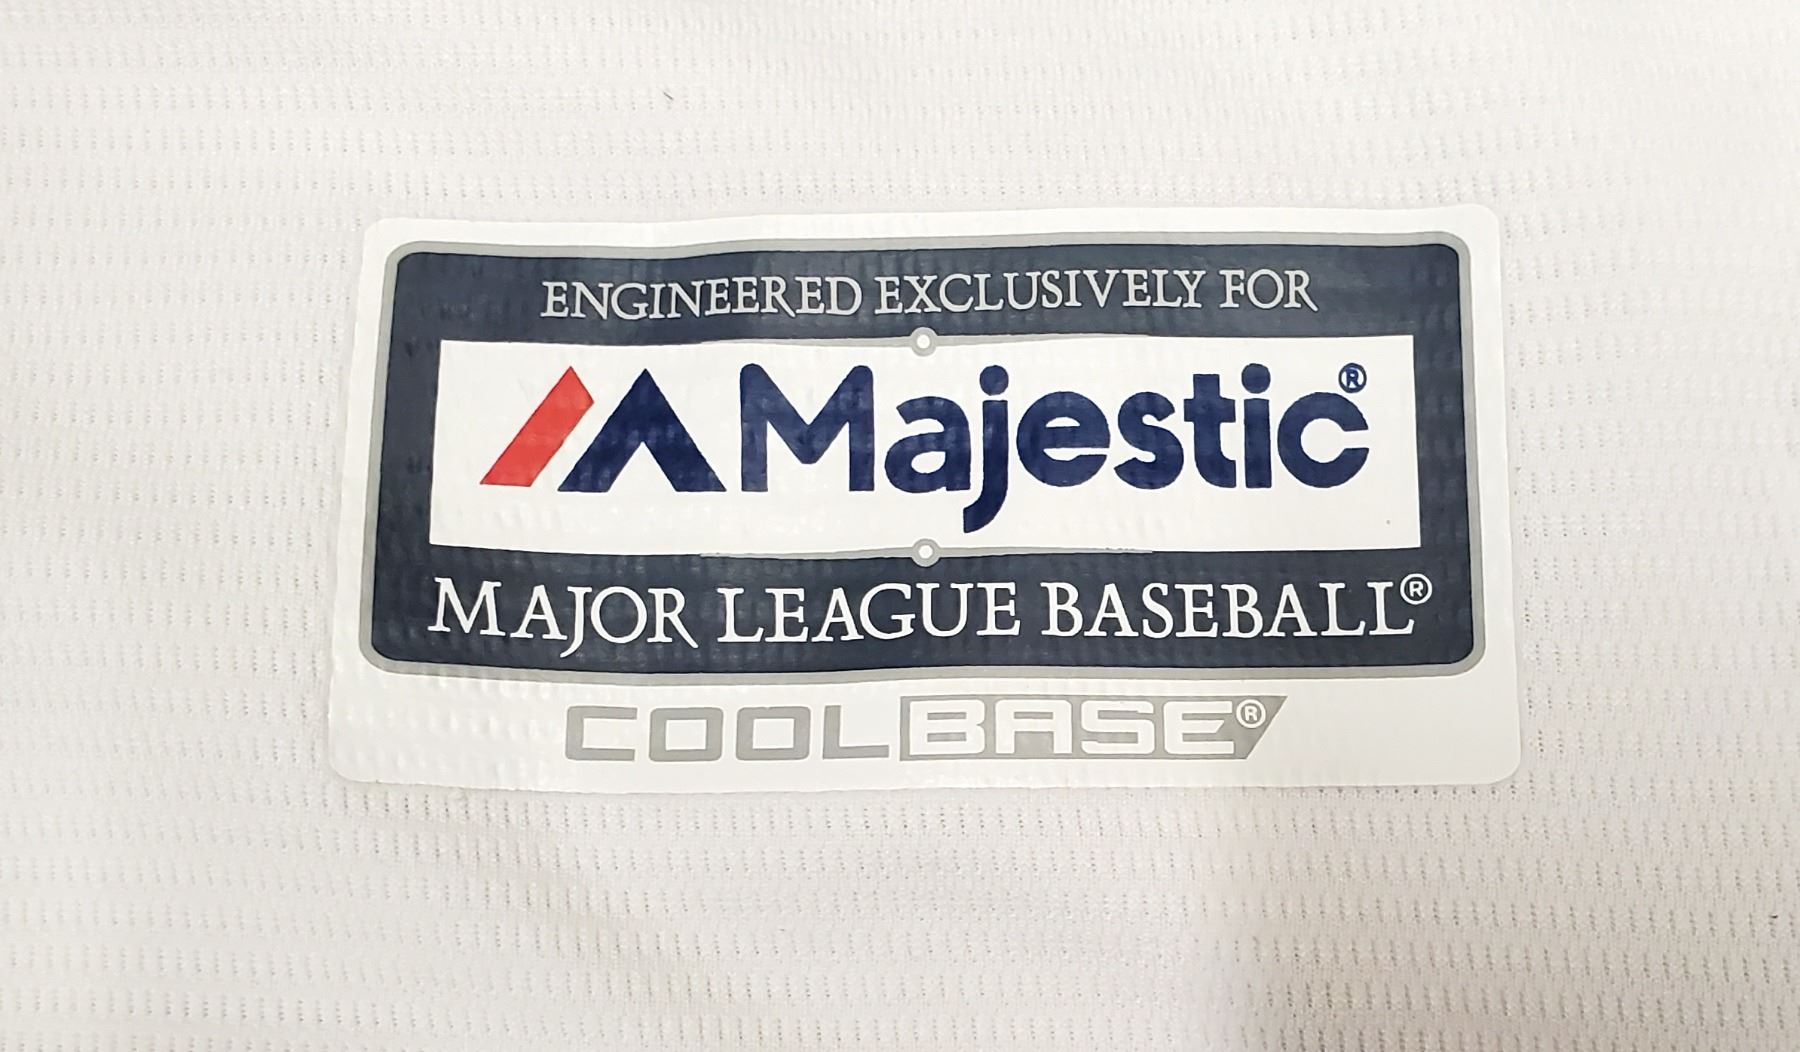 ENGINEERED EXCLUSIVELY FOR
Majestic®
MAJOR LEAGUE BASEBALL®
COOLBASE®